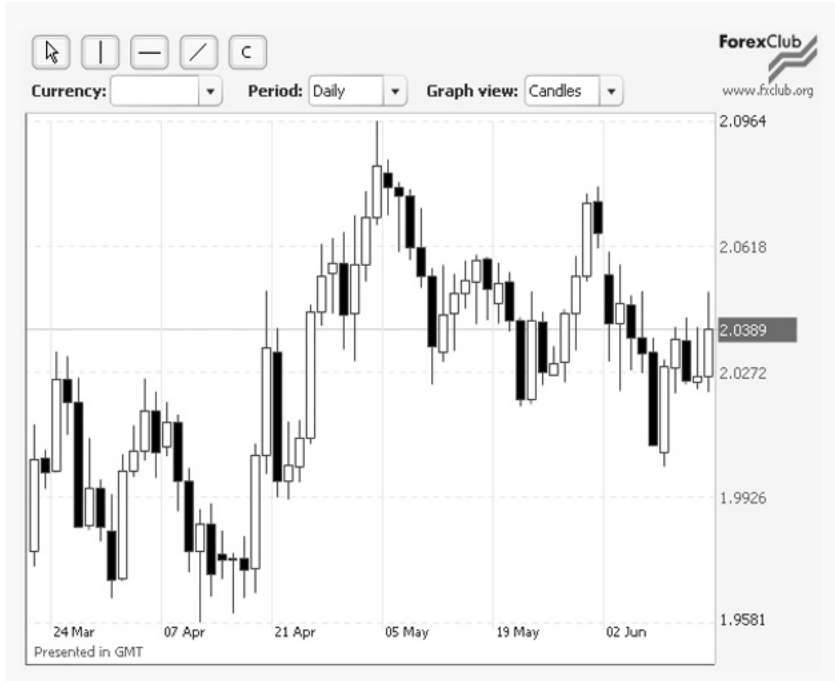 C
ForexClub
www.fxclub.org
Currency:
Period: Daily
Graph view: Candles
2.0964
2.0618
2.0389
2.0272
1.9926
1.9581
24 Mar 07 Apr 21 Apr 05 May 19 May 02 Jun
Presented in GMT